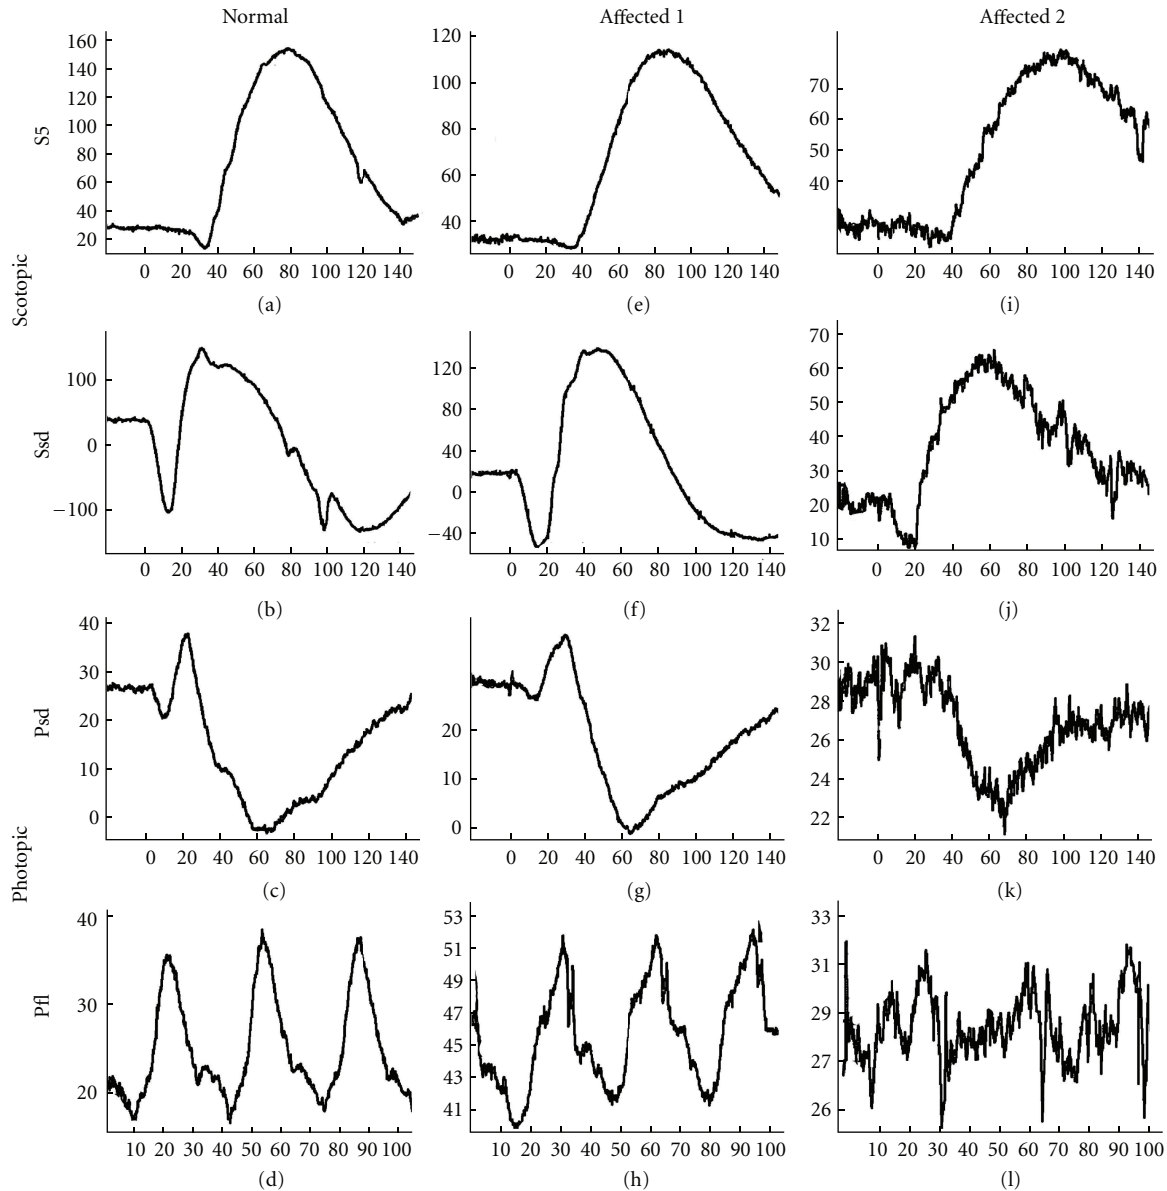 Normal Affected 1 Affected 2
Scotopic
S5
160
140
120
100
80
60
40
20
0 20 40 60 80 100 120 140
(a)
120
100
80
60
40
0 20 40 60 80 100 120 140
(e)
70
60
50
40
0 20 40 60 80 100 120 140
(i)
Ssd
100
0
−100
0 20 40 60 80 100 120 140
(b)
120
80
40
0
−40
0 20 40 60 80 100 120 140
(f)
70
60
50
40
30
20
10
0 20 40 60 80 100 120 140
(j)
Photopic
Psd
40
30
20
10
0
0 20 40 60 80 100 120 140
(c)
20
10
0
0 20 40 60 80 100 120 140
(g)
32
30
28
26
24
22
0 20 40 60 80 100 120 140
(k)
Pfl
40
30
20
10 20 30 40 50 60 70 80 90 100
(d)
53
51
49
47
45
43
41
10 20 30 40 50 60 70 80 90 100
(h)
33
31
29
27
26
10 20 30 40 50 60 70 80 90 100
(l)